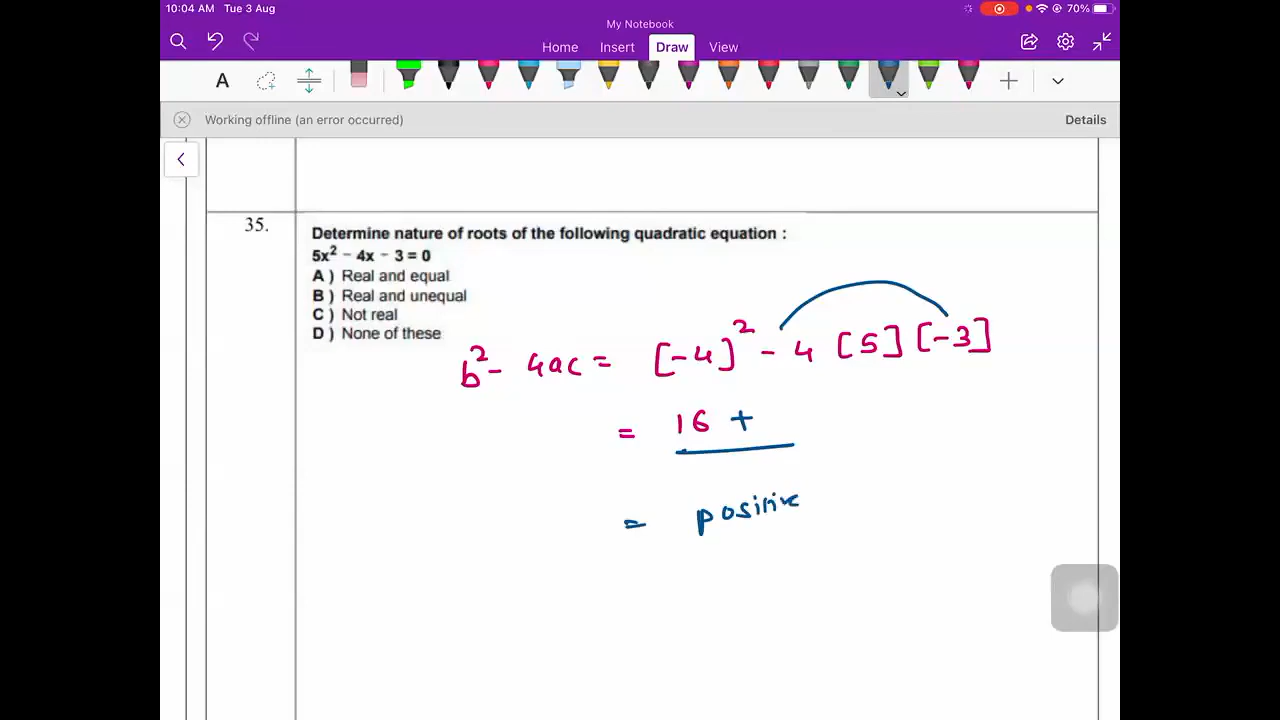 10:04 AM Tue 3 Aug
70%
My Notebook
Home Insert Draw View
A
Working offline (an error occurred)
Details
35.
Determine nature of roots of the following quadratic equation :
5x² − 4x − 3 = 0
A ) Real and equal
B ) Real and unequal
C ) Not real
D ) None of these
b² - 4ac = [-4]² - 4 [5] [-3]
= 16 +
= positive